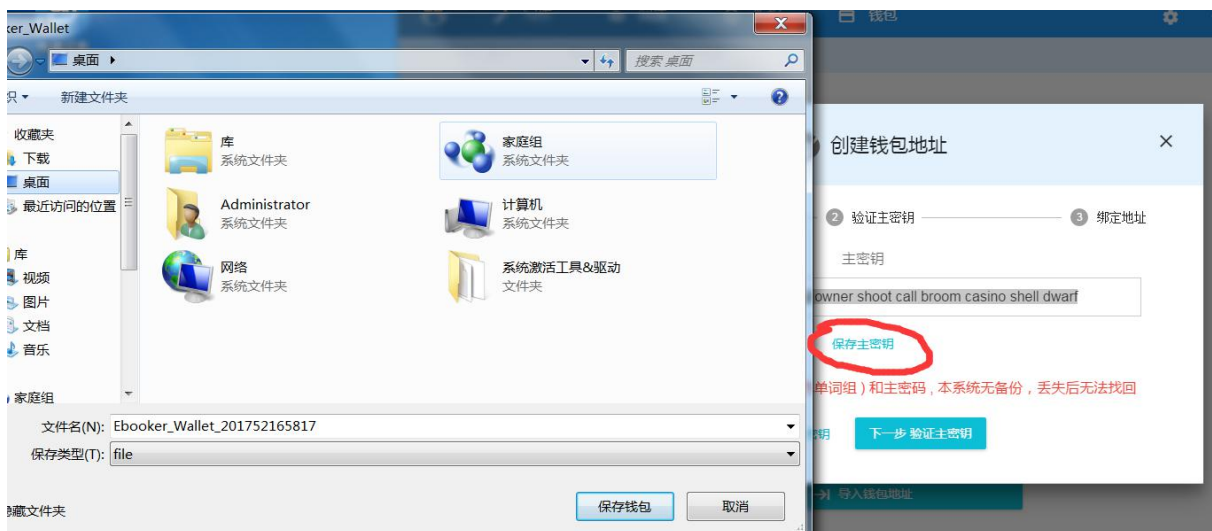 ker_Wallet
桌面
搜索 桌面
织
新建文件夹
收藏夹
下载
桌面
最近访问的位置
库
视频
图片
文档
音乐
家庭组
库
系统文件夹
家庭组
系统文件夹
Administrator
系统文件夹
计算机
系统文件夹
网络
系统文件夹
系统激活工具&驱动
文件夹
文件名(N): Ebooker_Wallet_201752165817
保存类型(T): file
隐藏文件夹
保存钱包
取消
钱包
创建钱包地址
2 验证主密钥
3 绑定地址
主密钥
owner shoot call broom casino shell dwarf
保存主密钥
单词组)和主密码,本系统无备份,丢失后无法找回
密钥
下一步 验证主密钥
导入钱包地址